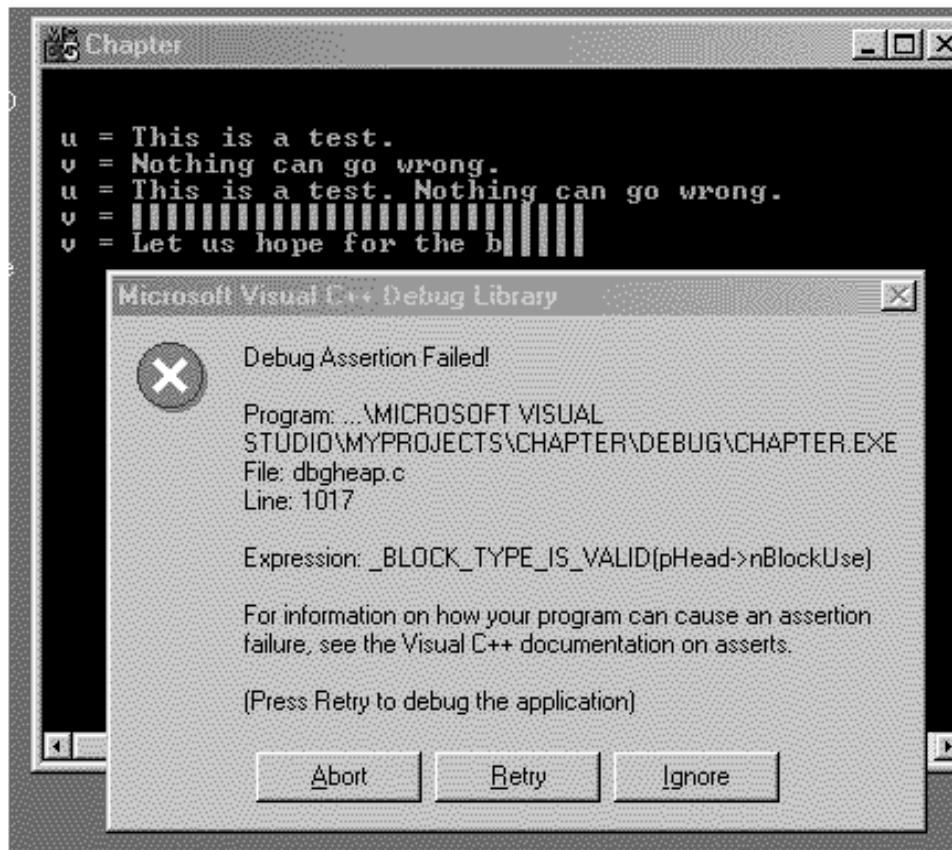 Chapter
u = This is a test.
v = Nothing can go wrong.
u = This is a test. Nothing can go wrong.
v =
v = Let us hope for the b
Microsoft Visual C++ Debug Library
Debug Assertion Failed!
Program: ...\MICROSOFT VISUAL
STUDIO\MYPROJECTS\CHAPTER\DEBUG\CHAPTER.EXE
File: dbgheap.c
Line: 1017
Expression: _BLOCK_TYPE_IS_VALID(pHead->nBlockUse)
For information on how your program can cause an assertion
failure, see the Visual C++ documentation on asserts.
(Press Retry to debug the application)
Abort
Retry
Ignore